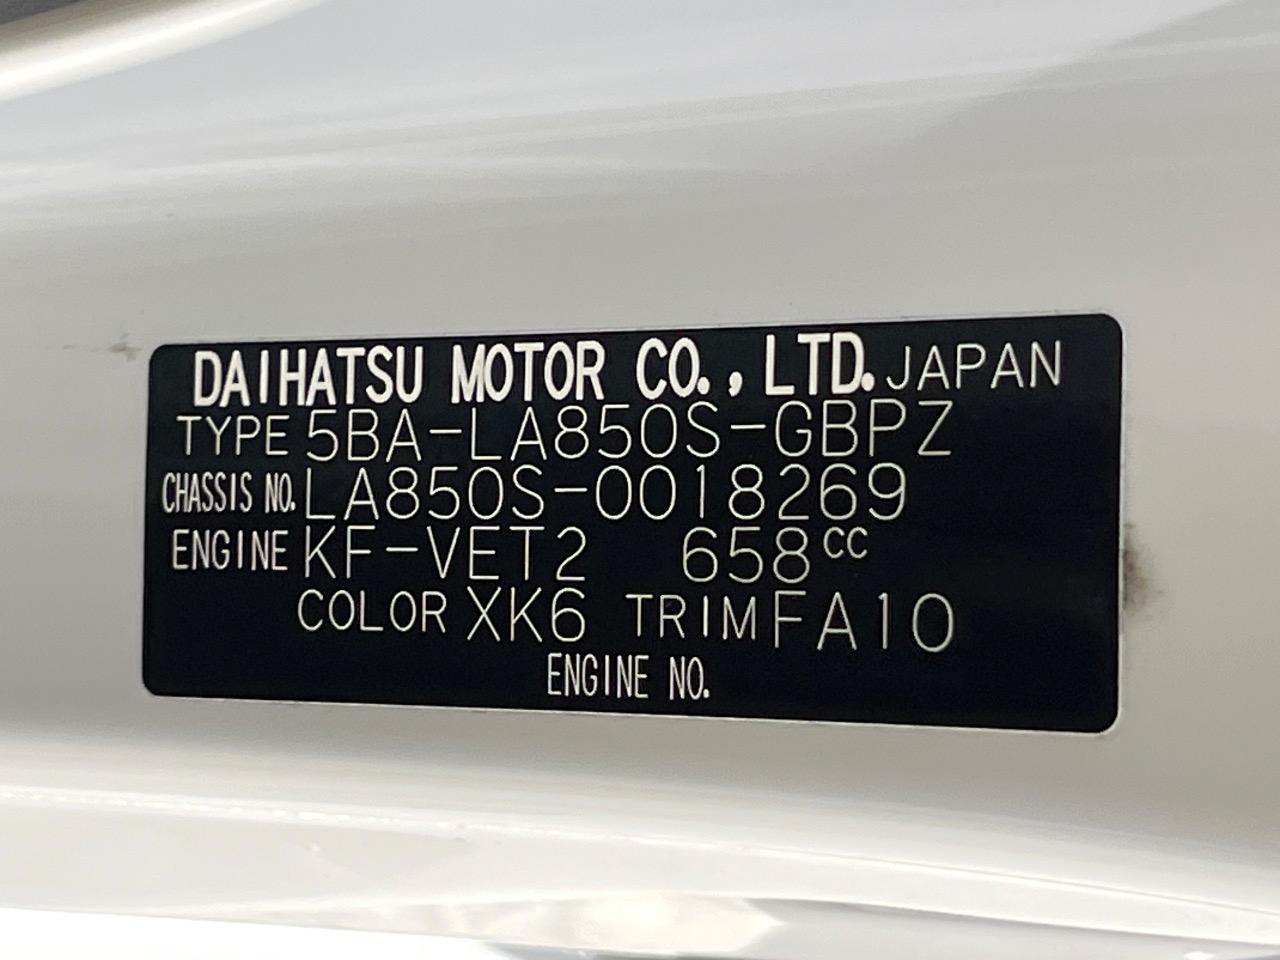 DAIHATSU MOTOR CO., LTD. JAPAN
TYPE 5BA-LA850S-GBPZ
CHASSIS NO. LA850S-0018269
ENGINE KF-VET2 658cc
COLOR XK6 TRIM FA10
ENGINE NO.